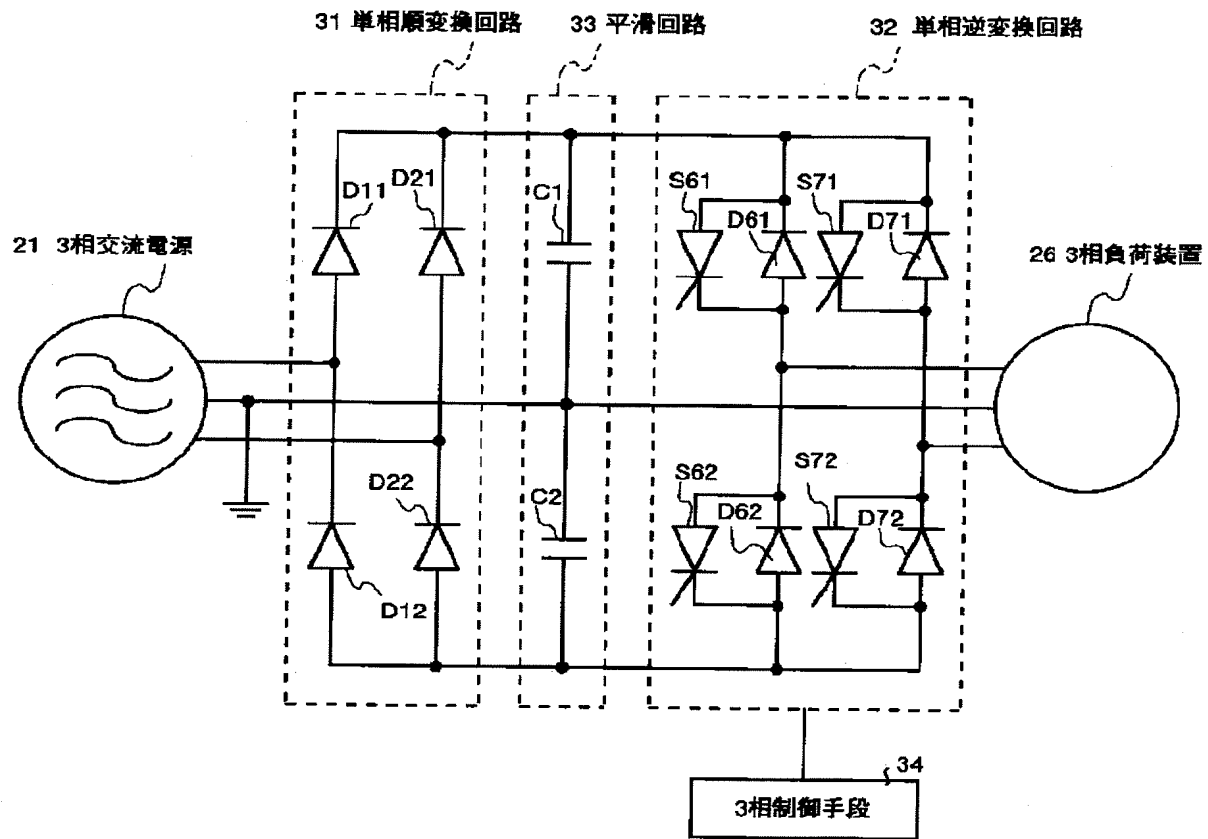 31 単相順変換回路
33 平滑回路
32 単相逆変換回路
D11
D21
C1
S61
D61
S71
D71
21 3相交流電源
26 3相負荷装置
D22
C2
S62
D62
S72
D72
D12
34
3相制御手段